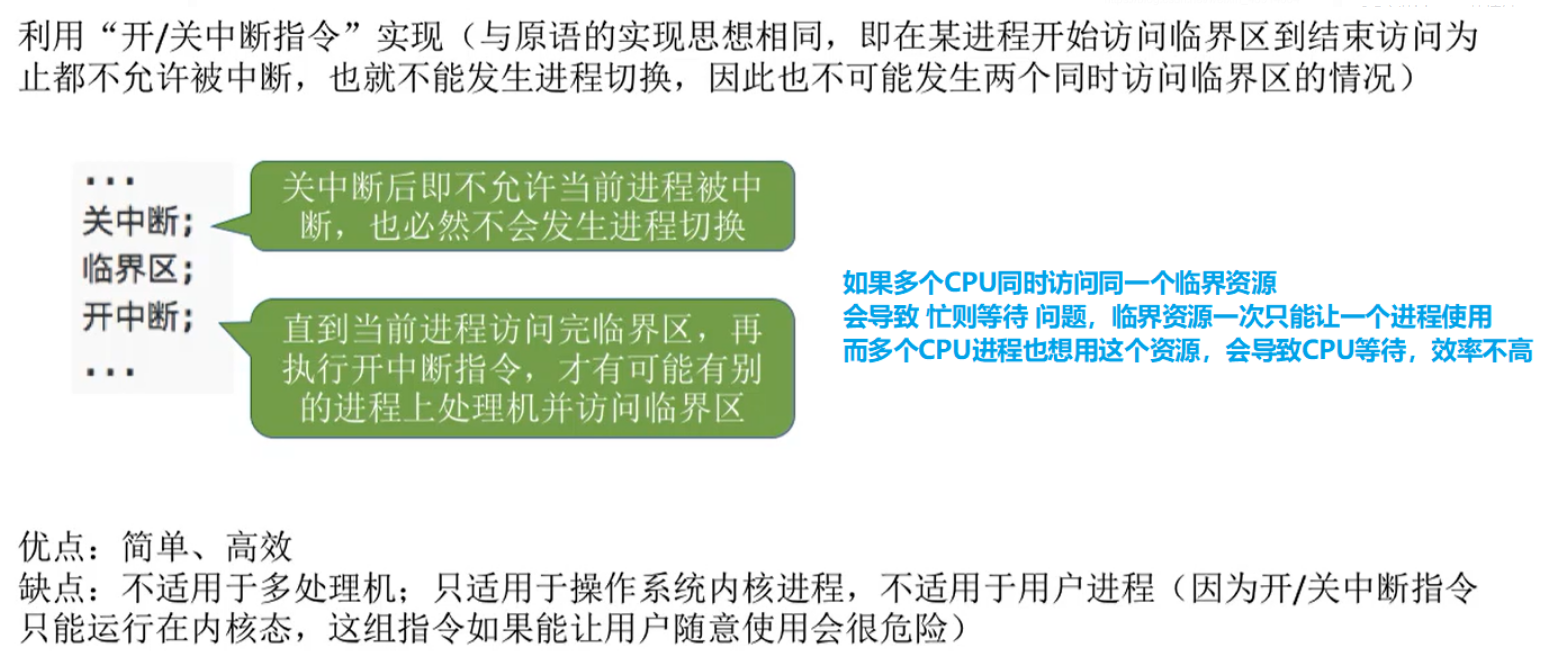 利用“开/关中断指令”实现（与原语的实现思想相同，即在某进程开始访问临界区到结束访问为
止都不允许被中断，也就不能发生进程切换，因此也不可能发生两个同时访问临界区的情况）
...
关中断;
临界区;
开中断;
...
关中断后即不允许当前进程被中
断，也必然不会发生进程切换
直到当前进程访问完临界区，再
执行开中断指令，才有可能有别
的进程上处理机并访问临界区
如果多个CPU同时访问同一个临界资源
会导致 忙则等待 问题，临界资源一次只能让一个进程使用
而多个CPU进程也想用这个资源，会导致CPU等待，效率不高
优点：简单、高效
缺点：不适用于多处理机；只适用于操作系统内核进程，不适用于用户进程（因为开/关中断指令
只能运行在内核态，这组指令如果能让用户随意使用会很危险）